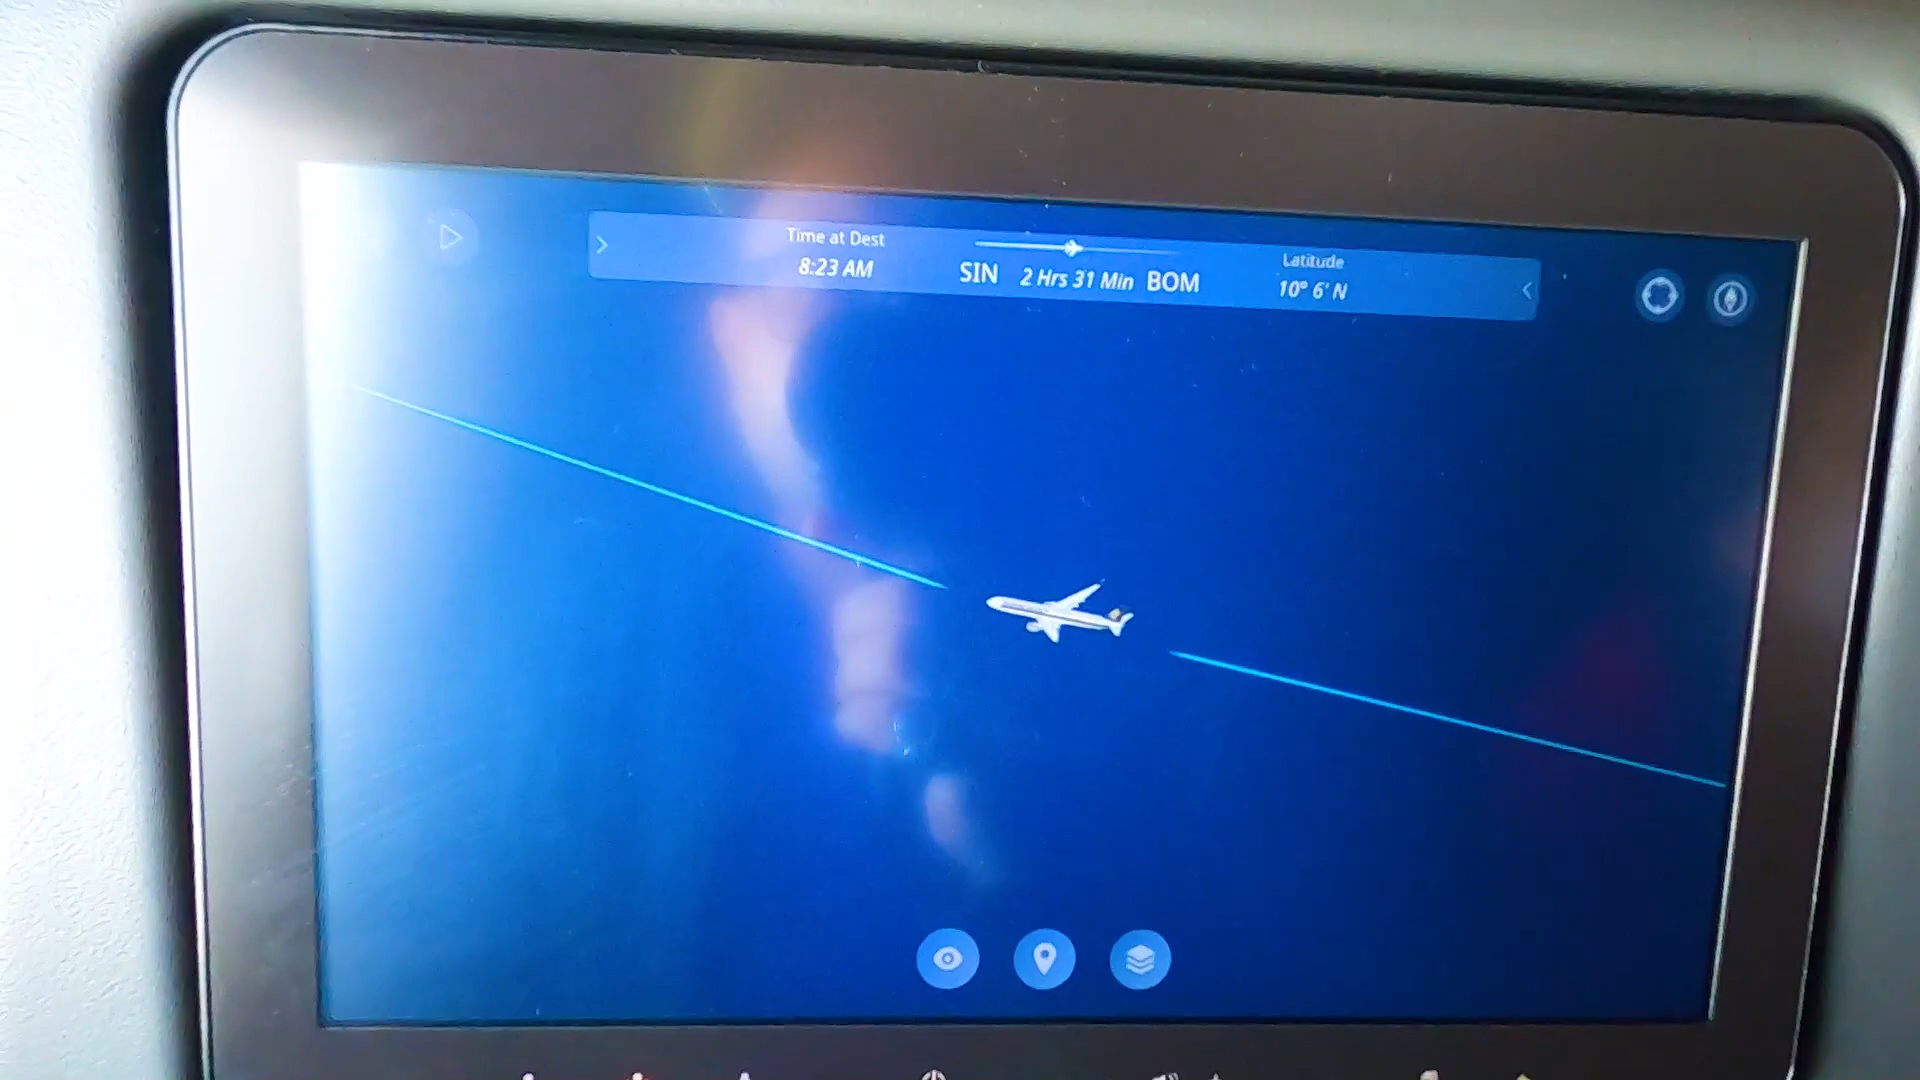 Time at Dest
8:23 AM
SIN 2 Hrs 31 Min BOM
Latitude
10° 6' N